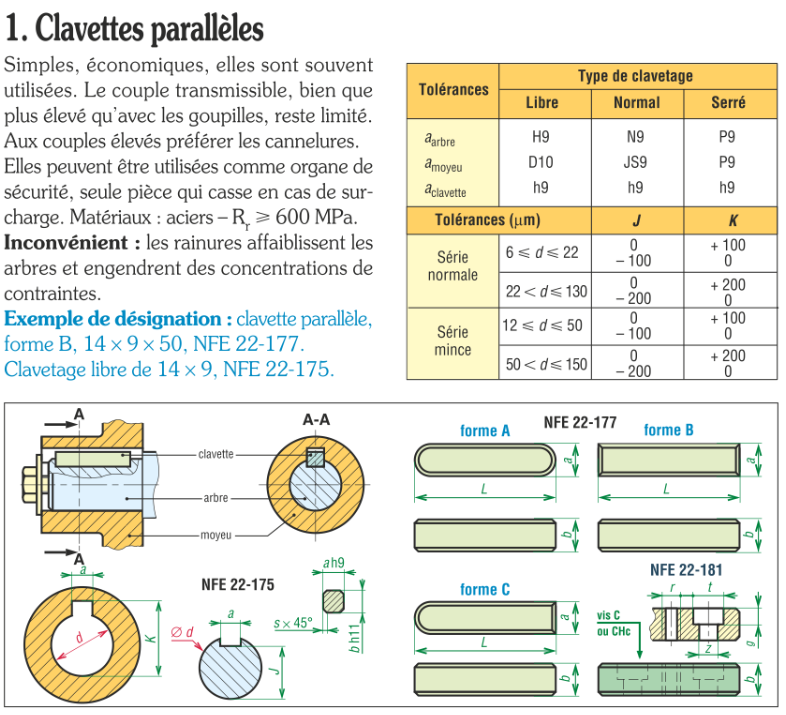 1. Clavettes parallèles
Simples, économiques, elles sont souvent
utilisées. Le couple transmissible, bien que
plus élevé qu'avec les goupilles, reste limité.
Aux couples élevés préférer les cannelures.
Elles peuvent être utilisées comme organe de
sécurité, seule pièce qui casse en cas de sur-
charge. Matériaux : aciers – Rr ⩾ 600 MPa.
Inconvénient : les rainures affaiblissent les
arbres et engendrent des concentrations de
contraintes.
Exemple de désignation : clavette parallèle,
forme B, 14 × 9 × 50, NFE 22-177.
Clavetage libre de 14 × 9, NFE 22-175.
Tolérances
Type de clavetage
Libre Normal Serré
a arbre H9 N9 P9
a moyeu D10 JS9 P9
a clavette h9 h9 h9
Tolérances (μm) J K
Série
normale
6 ⩽ d ⩽ 22
0
– 100
+ 100
0
22 < d ⩽ 130
0
– 200
+ 200
0
Série
mince
12 ⩽ d ⩽ 50
0
– 100
+ 100
0
50 < d ⩽ 150
0
– 200
+ 200
0
A
A-A
clavette
arbre
moyeu
A
forme A
NFE 22-177
forme B
a
L
a
L
b
b
a
NFE 22-175
a h9
d
K
Ø d
a
J
s × 45°
b h11
forme C
a
L
b
NFE 22-181
r
t
vis C
ou CHc
z
g
b